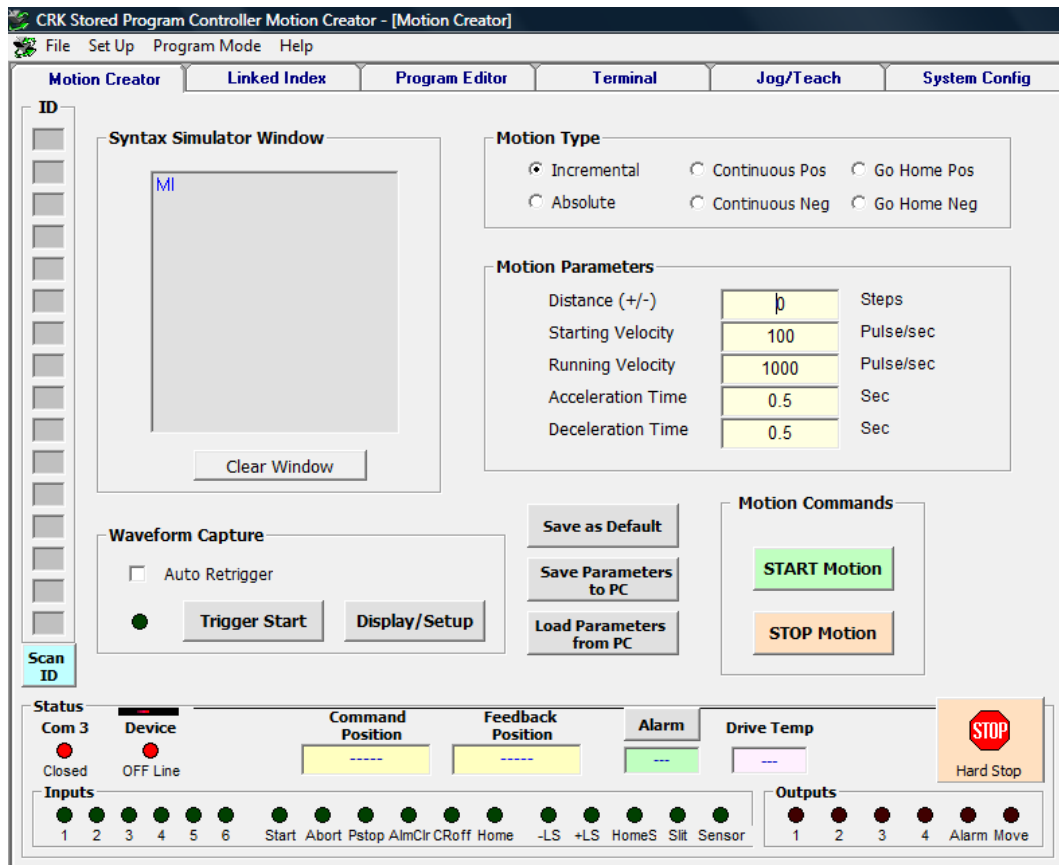 CRK Stored Program Controller Motion Creator - [Motion Creator]
File Set Up Program Mode Help
Motion Creator Linked Index Program Editor Terminal Jog/Teach System Config
ID
Syntax Simulator Window
MI
Clear Window
Motion Type
Incremental Continuous Pos Go Home Pos
Absolute Continuous Neg Go Home Neg
Motion Parameters
Distance (+/-) 0 Steps
Starting Velocity 100 Pulse/sec
Running Velocity 1000 Pulse/sec
Acceleration Time 0.5 Sec
Deceleration Time 0.5 Sec
Waveform Capture
Auto Retrigger
Trigger Start Display/Setup
Save as Default
Save Parameters
to PC
Load Parameters
from PC
Motion Commands
START Motion
STOP Motion
Scan
ID
Status
Com 3 Device
Closed OFF Line
Command
Position
-----
Feedback
Position
-----
Alarm
---
Drive Temp
---
STOP
Hard Stop
Inputs
1 2 3 4 5 6 Start Abort Pstop AlmClr CRoff Home -LS +LS HomeS Slit Sensor
Outputs
1 2 3 4 Alarm Move